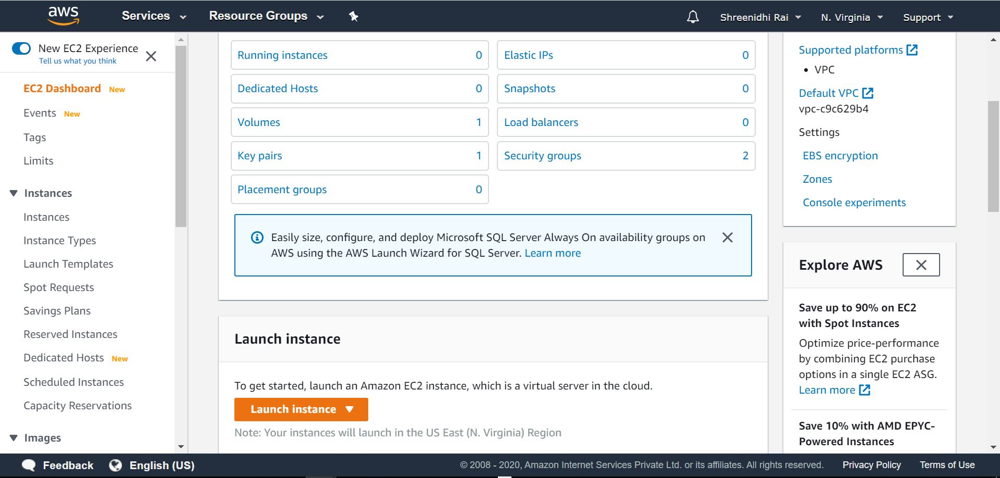 aws
Services
Resource Groups
Shreenidhi Rai
N. Virginia
Support
New EC2 Experience
Tell us what you think
EC2 Dashboard New
Events New
Tags
Limits
Instances
Instances
Instance Types
Launch Templates
Spot Requests
Savings Plans
Reserved Instances
Dedicated Hosts New
Scheduled Instances
Capacity Reservations
Images
Running instances 0
Elastic IPs 0
Dedicated Hosts 0
Snapshots 0
Volumes 1
Load balancers 0
Key pairs 1
Security groups 2
Placement groups 0
Easily size, configure, and deploy Microsoft SQL Server Always On availability groups on
AWS using the AWS Launch Wizard for SQL Server. Learn more
Launch instance
To get started, launch an Amazon EC2 instance, which is a virtual server in the cloud.
Launch instance
Note: Your instances will launch in the US East (N. Virginia) Region
Supported platforms
• VPC
Default VPC
vpc-c9c629b4
Settings
EBS encryption
Zones
Console experiments
Explore AWS
Save up to 90% on EC2
with Spot Instances
Optimize price-performance
by combining EC2 purchase
options in a single EC2 ASG.
Learn more
Save 10% with AMD EPYC-
Powered Instances
Feedback
English (US)
© 2008 - 2020, Amazon Internet Services Private Ltd. or its affiliates. All rights reserved.
Privacy Policy
Terms of Use